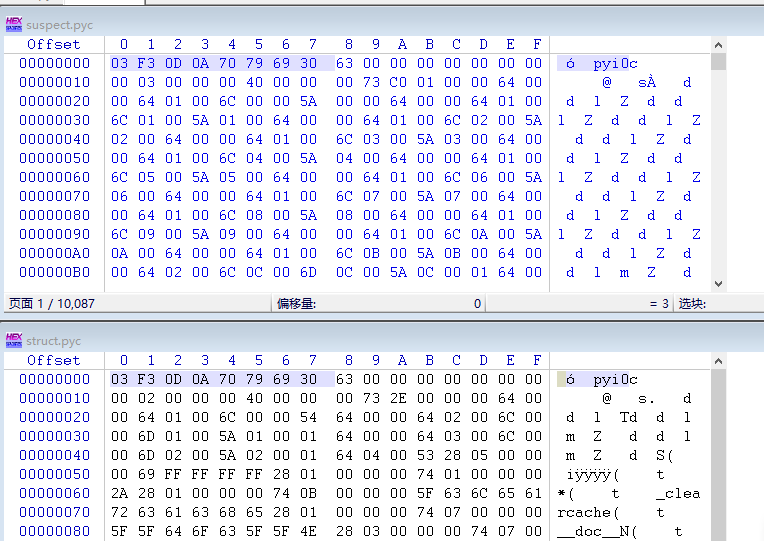 HEX
suspect.pyc
Offset 0 1 2 3 4 5 6 7 8 9 A B C D E F
00000000 03 F3 0D 0A 70 79 69 30 63 00 00 00 00 00 00 00 ó pyi0c
00000010 00 03 00 00 00 40 00 00 00 73 C0 01 00 00 64 00 @ sÀ d
00000020 00 64 01 00 6C 00 00 5A 00 00 64 00 00 64 01 00 d l Z d d
00000030 6C 01 00 5A 01 00 64 00 00 64 01 00 6C 02 00 5A l Z d d l Z
00000040 02 00 64 00 00 64 01 00 6C 03 00 5A 03 00 64 00 d d l Z d
00000050 00 64 01 00 6C 04 00 5A 04 00 64 00 00 64 01 00 d l Z d d
00000060 6C 05 00 5A 05 00 64 00 00 64 01 00 6C 06 00 5A l Z d d l Z
00000070 06 00 64 00 00 64 01 00 6C 07 00 5A 07 00 64 00 d d l Z d
00000080 00 64 01 00 6C 08 00 5A 08 00 64 00 00 64 01 00 d l Z d d
00000090 6C 09 00 5A 09 00 64 00 00 64 01 00 6C 0A 00 5A l Z d d l Z
000000A0 0A 00 64 00 00 64 01 00 6C 0B 00 5A 0B 00 64 00 d d l Z d
000000B0 00 64 02 00 6C 0C 00 6D 0C 00 5A 0C 00 01 64 00 d l m Z d
页面 1 / 10,087 偏移量: 0 = 3 选块:
HEX
struct.pyc
Offset 0 1 2 3 4 5 6 7 8 9 A B C D E F
00000000 03 F3 0D 0A 70 79 69 30 63 00 00 00 00 00 00 00 ó pyi0c
00000010 00 02 00 00 00 40 00 00 00 73 2E 00 00 00 64 00 @ s. d
00000020 00 64 01 00 6C 00 00 54 64 00 00 64 02 00 6C 00 d l Td d l
00000030 00 6D 01 00 5A 01 00 01 64 00 00 64 03 00 6C 00 m Z d d l
00000040 00 6D 02 00 5A 02 00 01 64 04 00 53 28 05 00 00 m Z d S(
00000050 00 69 FF FF FF FF 28 01 00 00 00 74 01 00 00 00 iÿÿÿÿ( t
00000060 2A 28 01 00 00 00 74 0B 00 00 00 5F 63 6C 65 61 *( t _clea
00000070 72 63 61 63 68 65 28 01 00 00 00 74 07 00 00 00 rcache( t
00000080 5F 5F 64 6F 63 5F 5F 4E 28 03 00 00 00 74 07 00 __doc__N( t